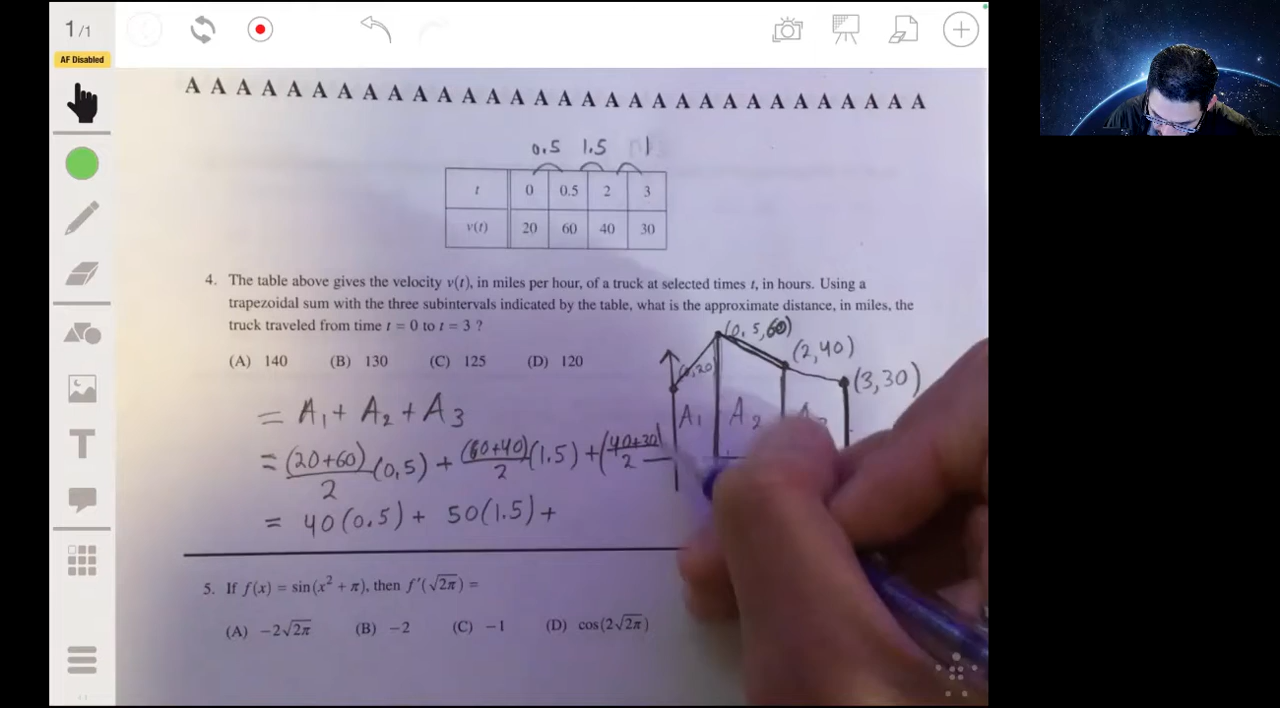 1/1
AF Disabled
A A A A A A A A A A A A A A A A A A A A A A A A A A A A A A
0.5 1.5 1
t 0 0.5 2 3
v(t) 20 60 40 30
4. The table above gives the velocity v(t), in miles per hour, of a truck at selected times t, in hours. Using a
trapezoidal sum with the three subintervals indicated by the table, what is the approximate distance, in miles, the
truck traveled from time t = 0 to t = 3 ?
(A) 140 (B) 130 (C) 125 (D) 120
(0.5,60)
(2,40)
(0,20)
(3,30)
A1 A2
= A1 + A2 + A3
= (20+60)/2 (0.5) + (60+40)/2 (1.5) + (40+30)/2
= 40(0.5) + 50(1.5) +
5. If f(x) = sin(x² + π), then f′(√2π) =
(A) −2√2π (B) −2 (C) −1 (D) cos(2√2π)
T